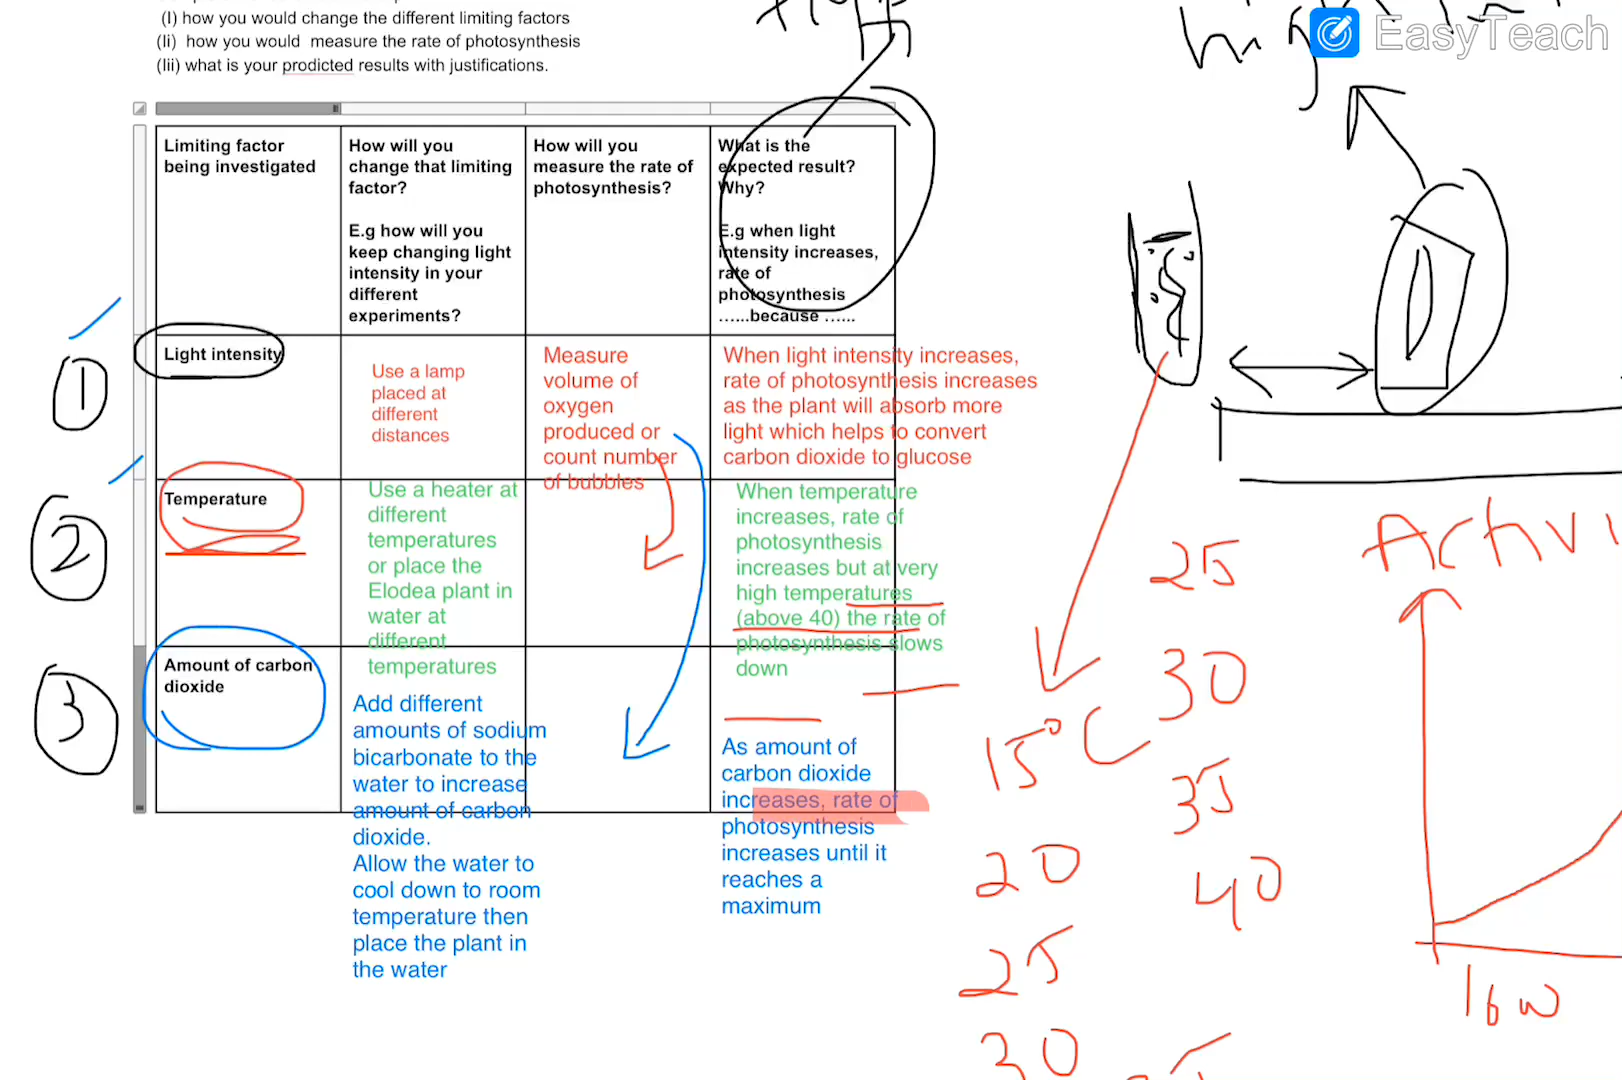 (I) how you would change the different limiting factors
(Ii) how you would measure the rate of photosynthesis
(Iii) what is your prodicted results with justifications.
EasyTeach
Limiting factor
being investigated
How will you
change that limiting
factor?
E.g how will you
keep changing light
intensity in your
different
experiments?
How will you
measure the rate of
photosynthesis?
What is the
expected result?
Why?
E.g when light
intensity increases,
rate of
photosynthesis
......because ......
1
Light intensity
Use a lamp
placed at
different
distances
Measure
volume of
oxygen
produced or
count number
of bubbles
When light intensity increases,
rate of photosynthesis increases
as the plant will absorb more
light which helps to convert
carbon dioxide to glucose
2
Temperature
Use a heater at
different
temperatures
or place the
Elodea plant in
water at
different
temperatures
When temperature
increases, rate of
photosynthesis
increases but at very
high temperatures
(above 40) the rate of
photosynthesis slows
down
3
Amount of carbon
dioxide
Add different
amounts of sodium
bicarbonate to the
water to increase
amount of carbon
dioxide.
Allow the water to
cool down to room
temperature then
place the plant in
the water
As amount of
carbon dioxide
increases, rate of
photosynthesis
increases until it
reaches a
maximum
15°C
20
25
30
25
30
35
40
Activi
low